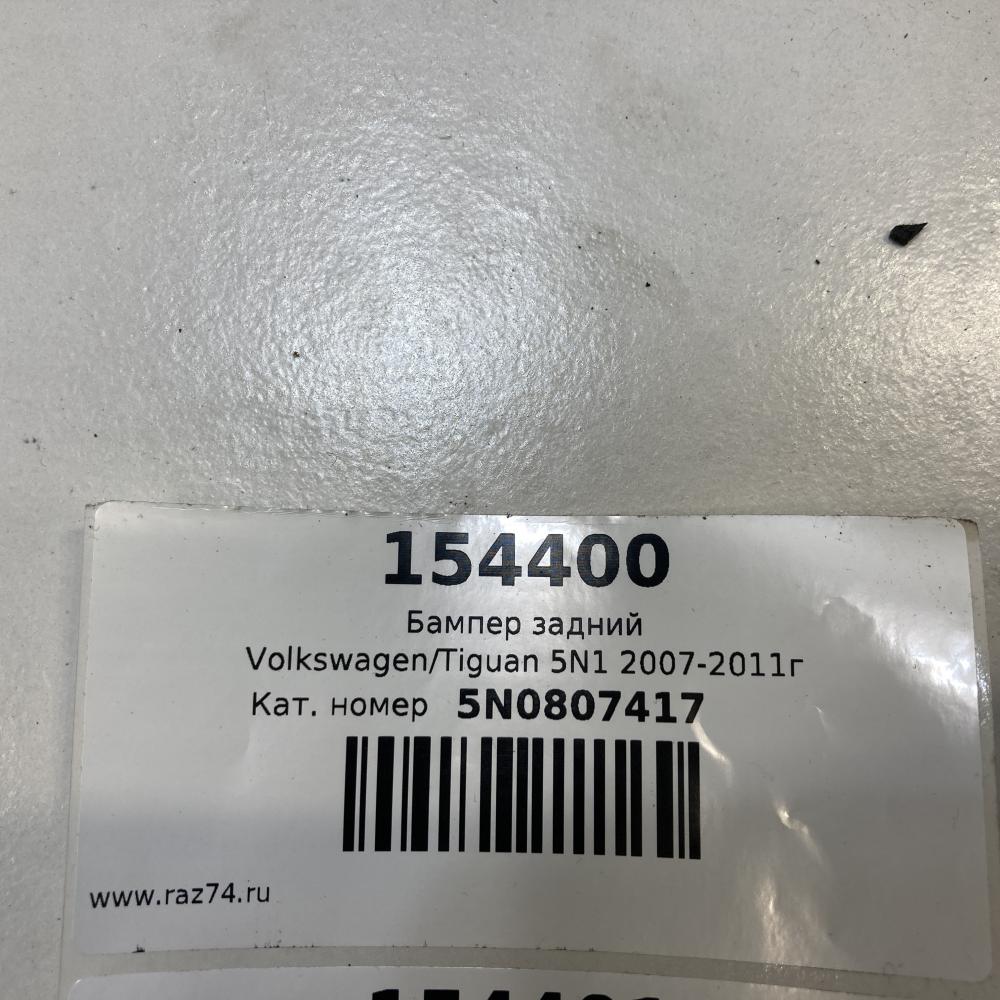 154400
Бампер задний
Volkswagen/Tiguan 5N1 2007-2011г
Кат. номер 5N0807417
www.raz74.ru